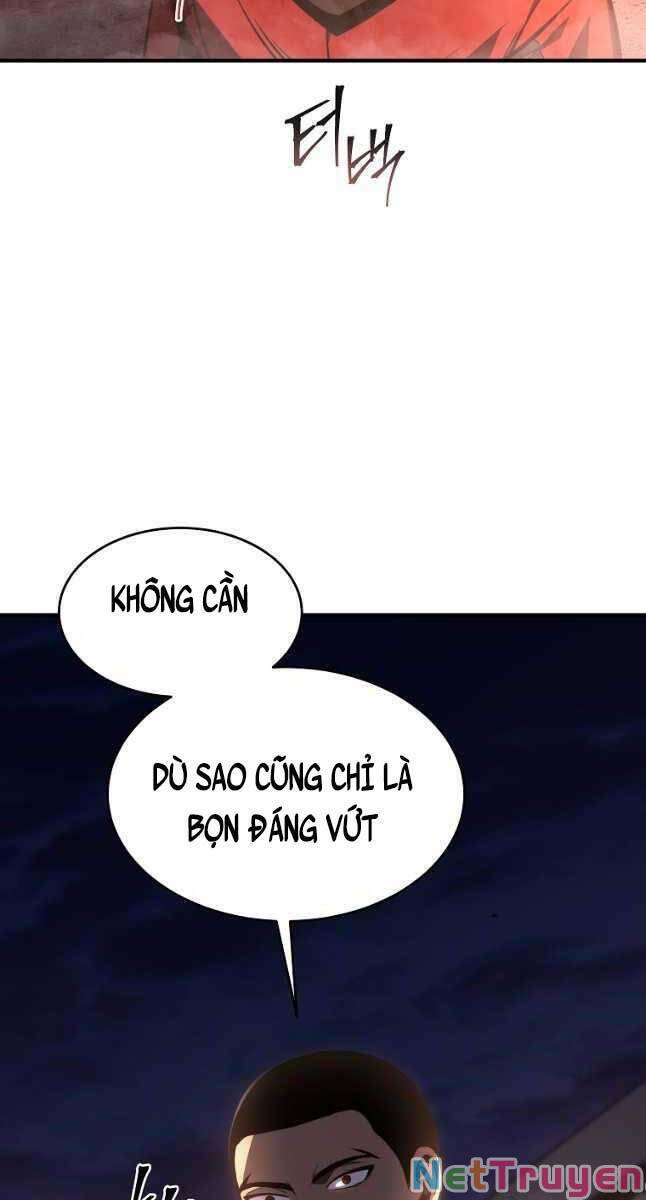 터벅
KHÔNG CẦN
DÙ SAO CŨNG CHỈ LÀ
BỌN ĐÁNG VỨT
NETTRUYEN